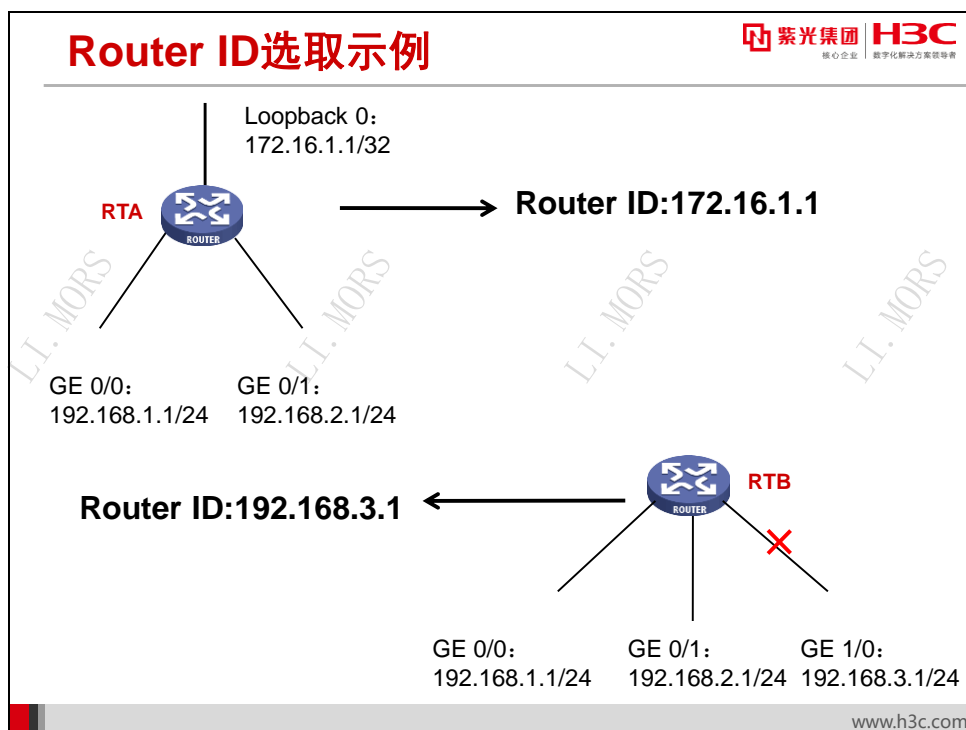 Router ID选取示例
紫光集团 H3C
核心企业 数字化解决方案领导者
Loopback 0：
172.16.1.1/32
RTA
ROUTER
Router ID:172.16.1.1
LI. MORS
LI. MORS
LI. MORS
LI. MORS
GE 0/0：
192.168.1.1/24
GE 0/1：
192.168.2.1/24
Router ID:192.168.3.1
ROUTER
RTB
GE 0/0：
192.168.1.1/24
GE 0/1：
192.168.2.1/24
GE 1/0：
192.168.3.1/24
www.h3c.com